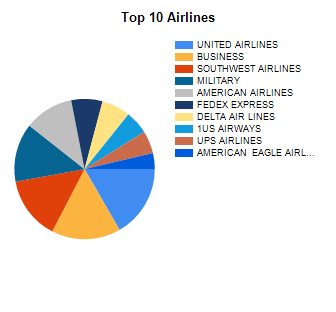 Top 10 Airlines
UNITED AIRLINES
BUSINESS
SOUTHWEST AIRLINES
MILITARY
AMERICAN AIRLINES
FEDEX EXPRESS
DELTA AIR LINES
1US AIRWAYS
UPS AIRLINES
AMERICAN EAGLE AIRL...